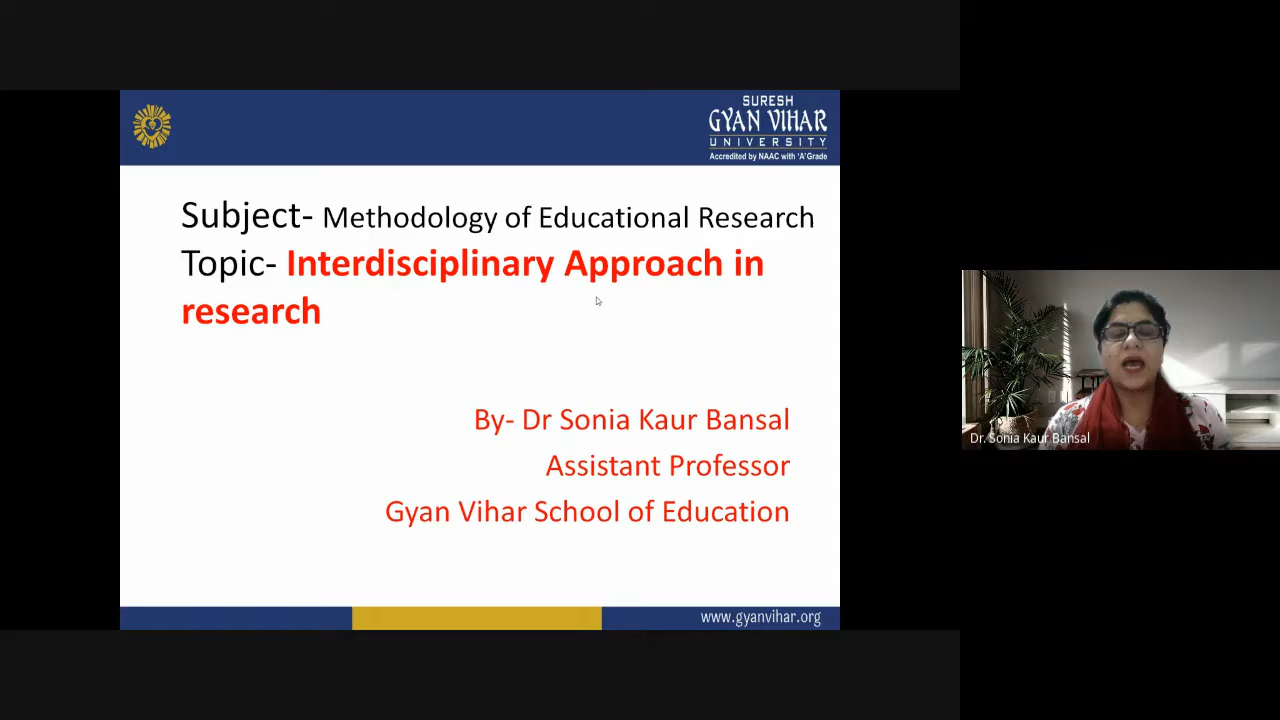 SURESH
GYAN VIHAR
UNIVERSITY
Accredited by NAAC with 'A' Grade
Subject- Methodology of Educational Research
Topic- Interdisciplinary Approach in
research
By- Dr Sonia Kaur Bansal
Assistant Professor
Gyan Vihar School of Education
www.gyanvihar.org
Dr. Sonia Kaur Bansal